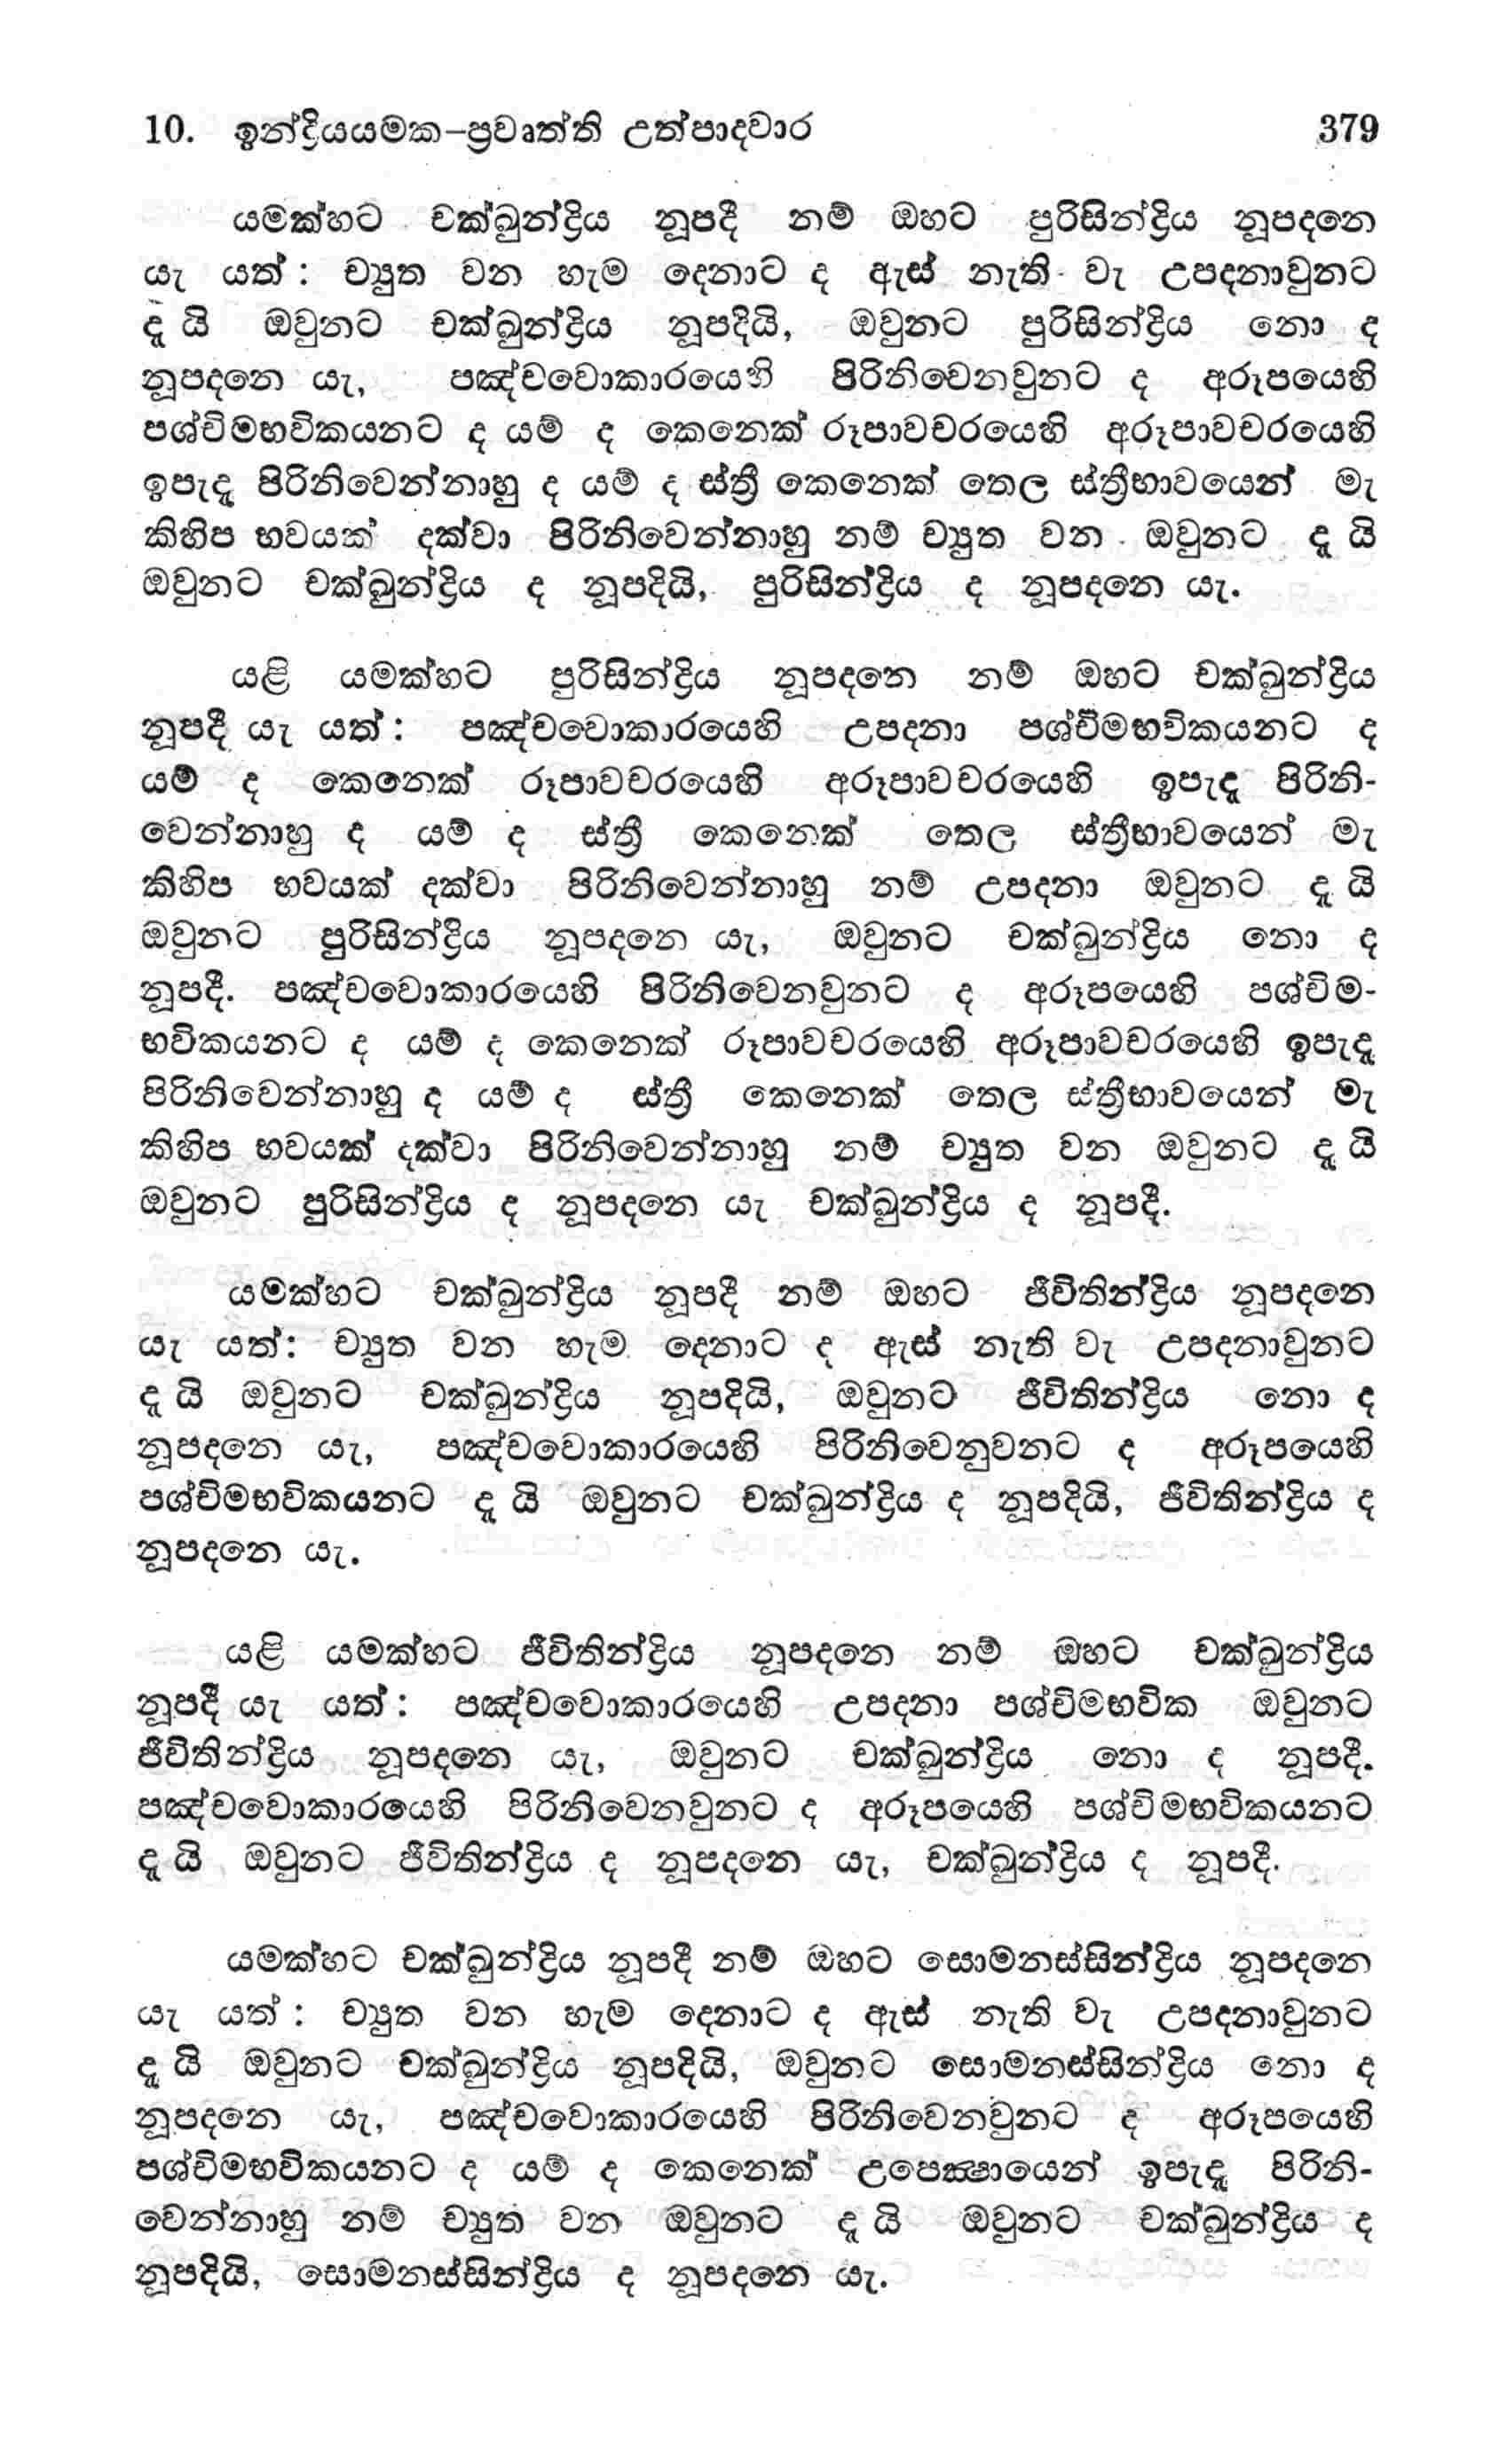 10. ඉන්ද්‍රියයමක-ප්‍රවෘත්ති උත්පාදවාර 379
යමක්හට චක්ඛුන්ද්‍රිය නූපදී නම් ඔහට පුරිසින්ද්‍රිය නූපදනෙ
යැ යත් : ච්‍යුත වන හැම දෙනාට ද ඇස් නැති වැ උපදනාවුනට
දැ යි ඔවුනට චක්ඛුන්ද්‍රිය නූපදියි, ඔවුනට පුරිසින්ද්‍රිය නො ද
නූපදනෙ යැ, පඤ්චවොකාරයෙහි පිරිනිවෙනවුනට ද අරූපයෙහි
පශ්චිමභවිකයනට ද යම් ද කෙනෙක් රූපාවචරයෙහි අරූපාවචරයෙහි
ඉපැදැ පිරිනිවෙන්නාහු ද යම් ද ස්ත්‍රී කෙනෙක් තෙල ස්ත්‍රීභාවයෙන් මැ
කිහිප භවයක් දක්වා පිරිනිවෙන්නාහු නම් ච්‍යුත වන ඔවුනට දැ යි
ඔවුනට චක්ඛුන්ද්‍රිය ද නූපදියි, පුරිසින්ද්‍රිය ද නූපදනෙ යැ.
යළි යමක්හට පුරිසින්ද්‍රිය නූපදනෙ නම් ඔහට චක්ඛුන්ද්‍රිය
නූපදී යැ යත් : පඤ්චවොකාරයෙහි උපදනා පශ්චිමභවිකයනට ද
යම් ද කෙනෙක් රූපාවචරයෙහි අරූපාවචරයෙහි ඉපැදැ පිරිනි-
වෙන්නාහු ද යම් ද ස්ත්‍රී කෙනෙක් තෙල ස්ත්‍රීභාවයෙන් මැ
කිහිප භවයක් දක්වා පිරිනිවෙන්නාහු නම් උපදනා ඔවුනට දැ යි
ඔවුනට පුරිසින්ද්‍රිය නූපදනෙ යැ, ඔවුනට චක්ඛුන්ද්‍රිය නො ද
නූපදී. පඤ්චවොකාරයෙහි පිරිනිවෙනවුනට ද අරූපයෙහි පශ්චිම-
භවිකයනට ද යම් ද කෙනෙක් රූපාවචරයෙහි අරූපාවචරයෙහි ඉපැදැ
පිරිනිවෙන්නාහු ද යම් ද ස්ත්‍රී කෙනෙක් තෙල ස්ත්‍රීභාවයෙන් මැ
කිහිප භවයක් දක්වා පිරිනිවෙන්නාහු නම් ච්‍යුත වන ඔවුනට දැ යි
ඔවුනට පුරිසින්ද්‍රිය ද නූපදනෙ යැ චක්ඛුන්ද්‍රිය ද නූපදී.
යමක්හට චක්ඛුන්ද්‍රිය නූපදී නම් ඔහට ජීවිතින්ද්‍රිය නූපදනෙ
යැ යත්: ච්‍යුත වන හැම දෙනාට ද ඇස් නැති වැ උපදනාවුනට
දැ යි ඔවුනට චක්ඛුන්ද්‍රිය නූපදියි, ඔවුනට ජීවිතින්ද්‍රිය නො ද
නූපදනෙ යැ, පඤ්චවොකාරයෙහි පිරිනිවෙනුවනට ද අරූපයෙහි
පශ්චිමභවිකයනට දැ යි ඔවුනට චක්ඛුන්ද්‍රිය ද නූපදියි, ජීවිතින්ද්‍රිය ද
නූපදනෙ යැ.
යළි යමක්හට ජීවිතින්ද්‍රිය නූපදනෙ නම් ඔහට චක්ඛුන්ද්‍රිය
නූපදී යැ යත් : පඤ්චවොකාරයෙහි උපදනා පශ්චිමභවික ඔවුනට
ජීවිතින්ද්‍රිය නූපදනෙ යැ, ඔවුනට චක්ඛුන්ද්‍රිය නො ද නූපදී.
පඤ්චවොකාරයෙහි පිරිනිවෙනවුනට ද අරූපයෙහි පශ්චිමභවිකයනට
දැ යි ඔවුනට ජීවිතින්ද්‍රිය ද නූපදනෙ යැ, චක්ඛුන්ද්‍රිය ද නූපදී.
යමක්හට චක්ඛුන්ද්‍රිය නූපදී නම් ඔහට සොමනස්සින්ද්‍රිය නූපදනෙ
යැ යත් : ච්‍යුත වන හැම දෙනාට ද ඇස් නැති වැ උපදනාවුනට
දැ යි ඔවුනට චක්ඛුන්ද්‍රිය නූපදියි, ඔවුනට සොමනස්සින්ද්‍රිය නො ද
නූපදනෙ යැ, පඤ්චවොකාරයෙහි පිරිනිවෙනවුනට ද අරූපයෙහි
පශ්චිමභවිකයනට ද යම් ද කෙනෙක් උපෙක්‍ෂායෙන් ඉපැදැ පිරිනි-
වෙන්නාහු නම් ච්‍යුත වන ඔවුනට දැ යි ඔවුනට චක්ඛුන්ද්‍රිය ද
නූපදියි, සොමනස්සින්ද්‍රිය ද නූපදනෙ යැ.